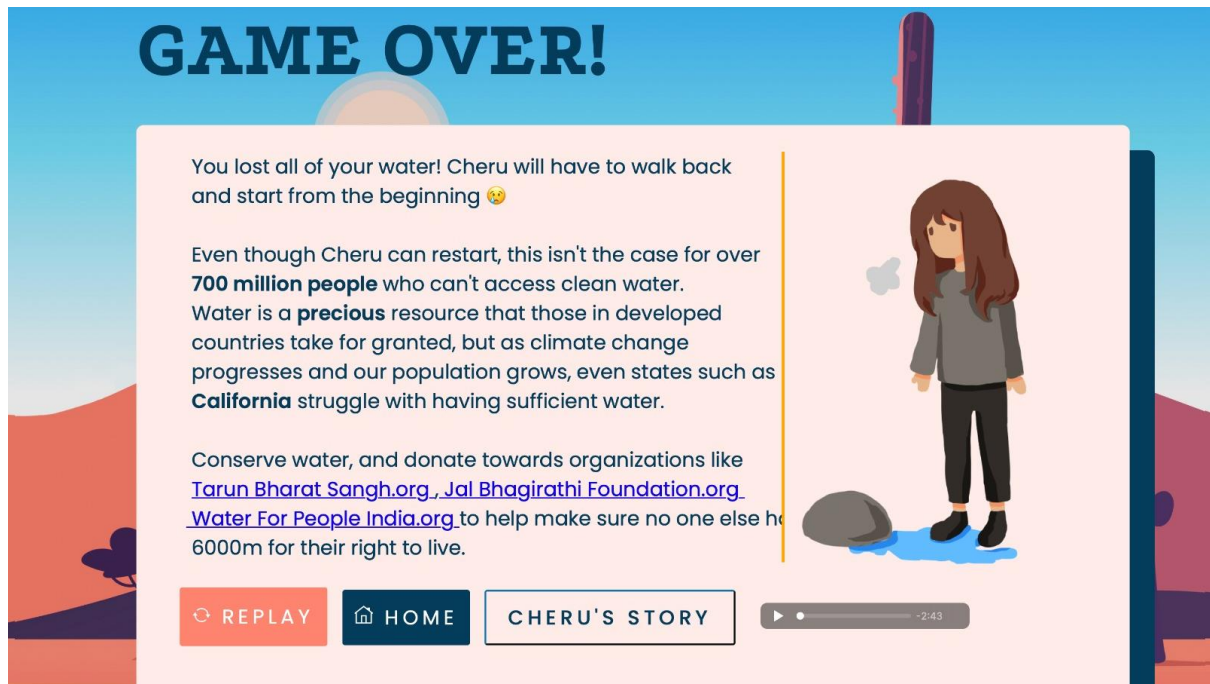 GAME OVER!
You lost all of your water! Cheru will have to walk back
and start from the beginning 😢
Even though Cheru can restart, this isn't the case for over
700 million people who can't access clean water.
Water is a precious resource that those in developed
countries take for granted, but as climate change
progresses and our population grows, even states such as
California struggle with having sufficient water.
Conserve water, and donate towards organizations like
Tarun Bharat Sangh.org , Jal Bhagirathi Foundation.org
Water For People India.org to help make sure no one else
6000m for their right to live.
REPLAY HOME CHERU'S STORY -2:43